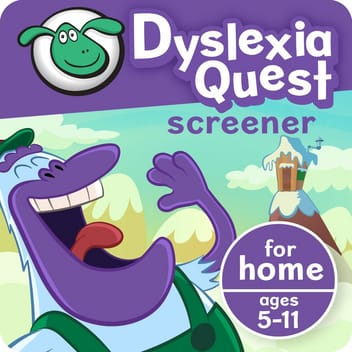 Dyslexia
Quest
screener
for
home
ages
5-11